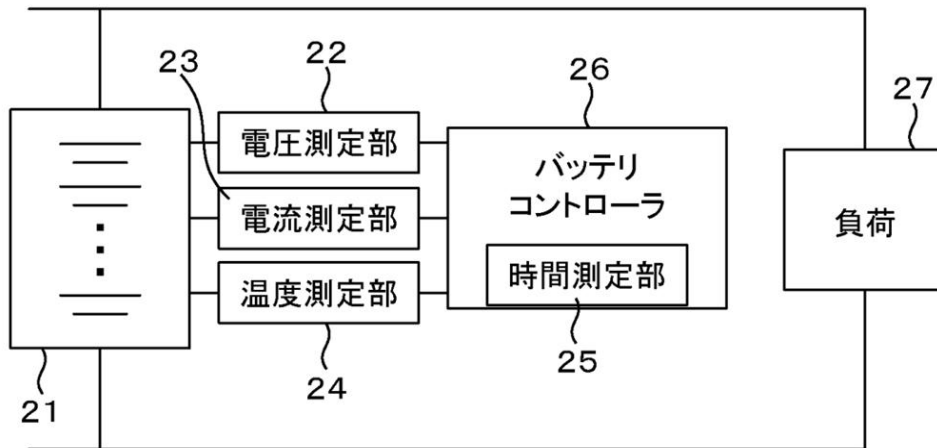 22
23
26
27
電圧測定部
バッテリ
コントローラ
電流測定部
負荷
時間測定部
温度測定部
21
24
25